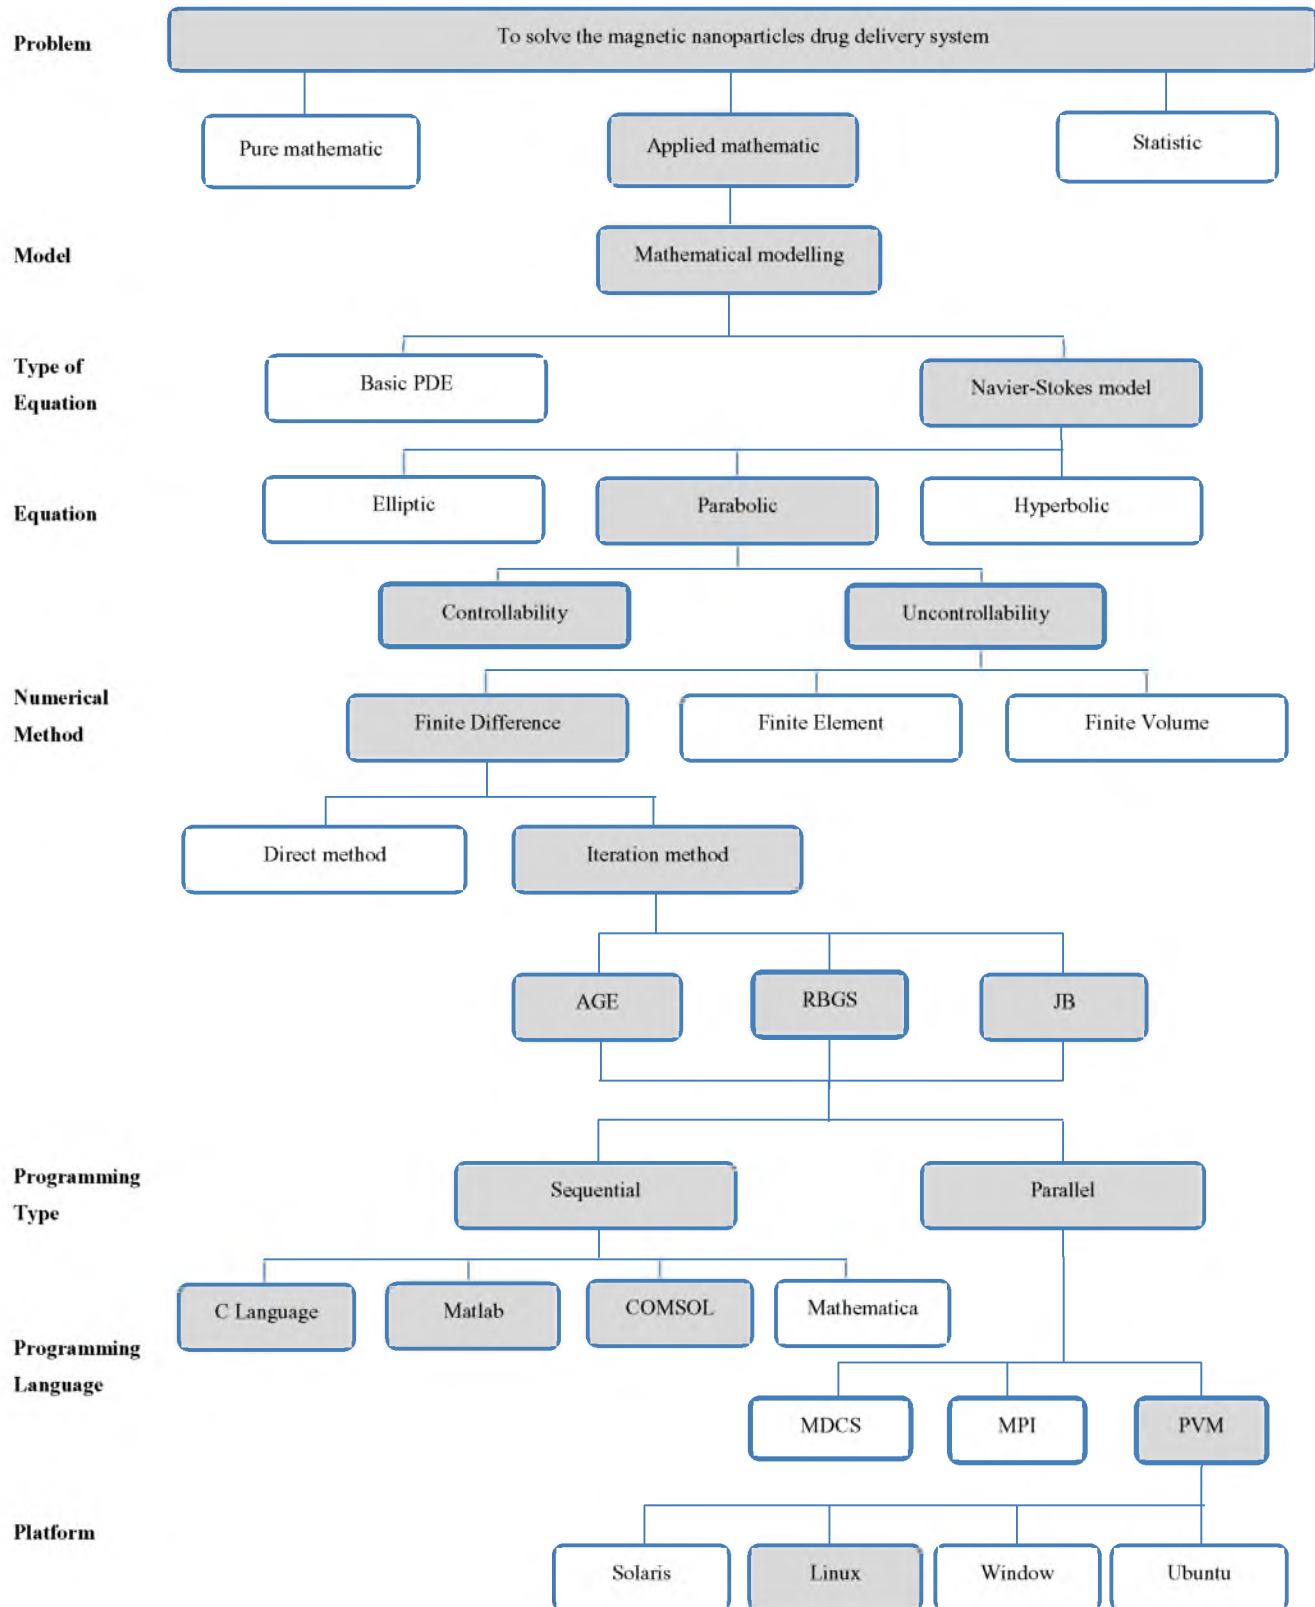 Problem
To solve the magnetic nanoparticles drug delivery system
Pure mathematic
Applied mathematic
Statistic
Model
Mathematical modelling
Type of
Equation
Basic PDE
Navier-Stokes model
Equation
Elliptic
Parabolic
Hyperbolic
Controllability
Uncontrollability
Numerical
Method
Finite Difference
Finite Element
Finite Volume
Direct method
Iteration method
AGE
RBGS
JB
Programming
Type
Sequential
Parallel
Programming
Language
C Language
Matlab
COMSOL
Mathematica
MDCS
MPI
PVM
Platform
Solaris
Linux
Window
Ubuntu